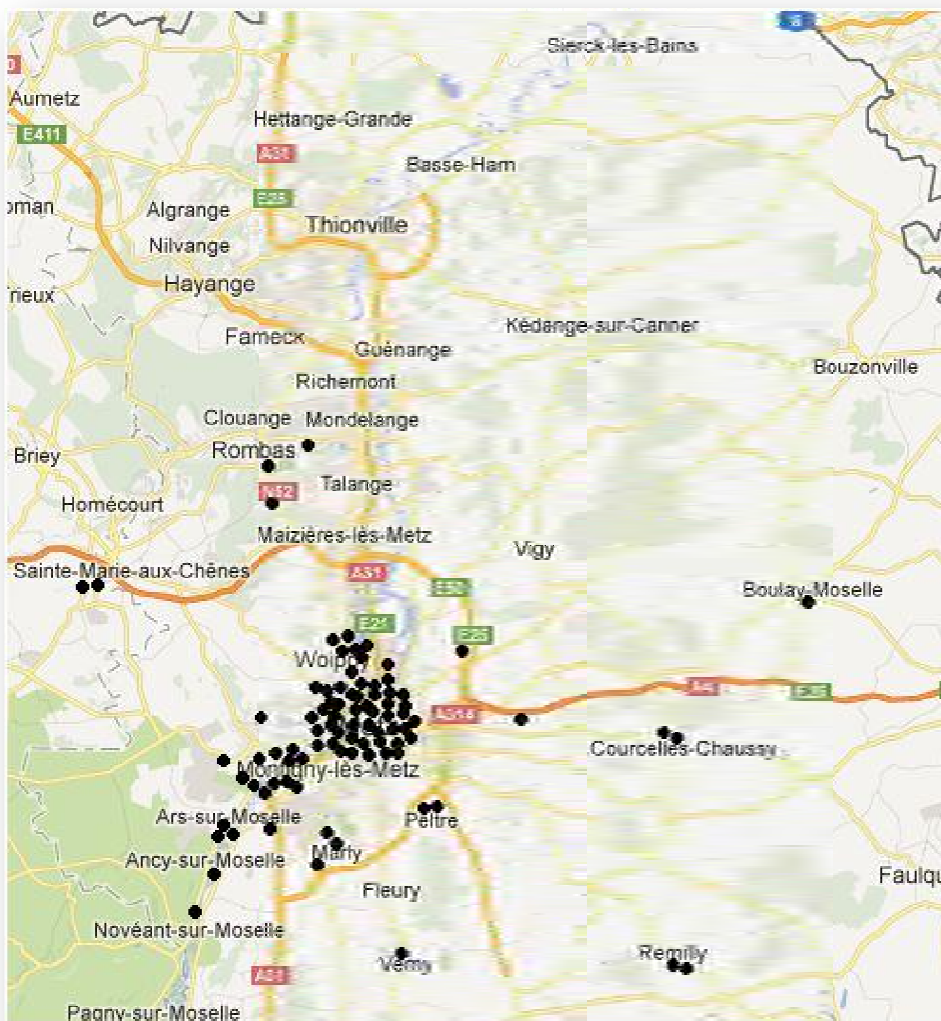 Sierck-les-Bains
Aumetz
Hettange-Grande
E411
A31
Basse-Ham
E25
oman
Algrange
Thionville
Nilvange
Hayange
rieux
Kédange-sur-Canner
Fameck
Guénange
Bouzonville
Richemont
Clouange
Mondelange
Rombas
Briey
Talange
N52
Homécourt
Maizières-lès-Metz
Vigy
Sainte-Marie-aux-Chênes
A31
E50
Boulay-Moselle
E21
E25
Woippy
A4
A314
Courcelles-Chaussy
Montigny-lès-Metz
Ars-sur-Moselle
Peltre
Marly
Ancy-sur-Moselle
Faulqu
Fleury
Novéant-sur-Moselle
Verny
Remilly
Pagny-sur-Moselle